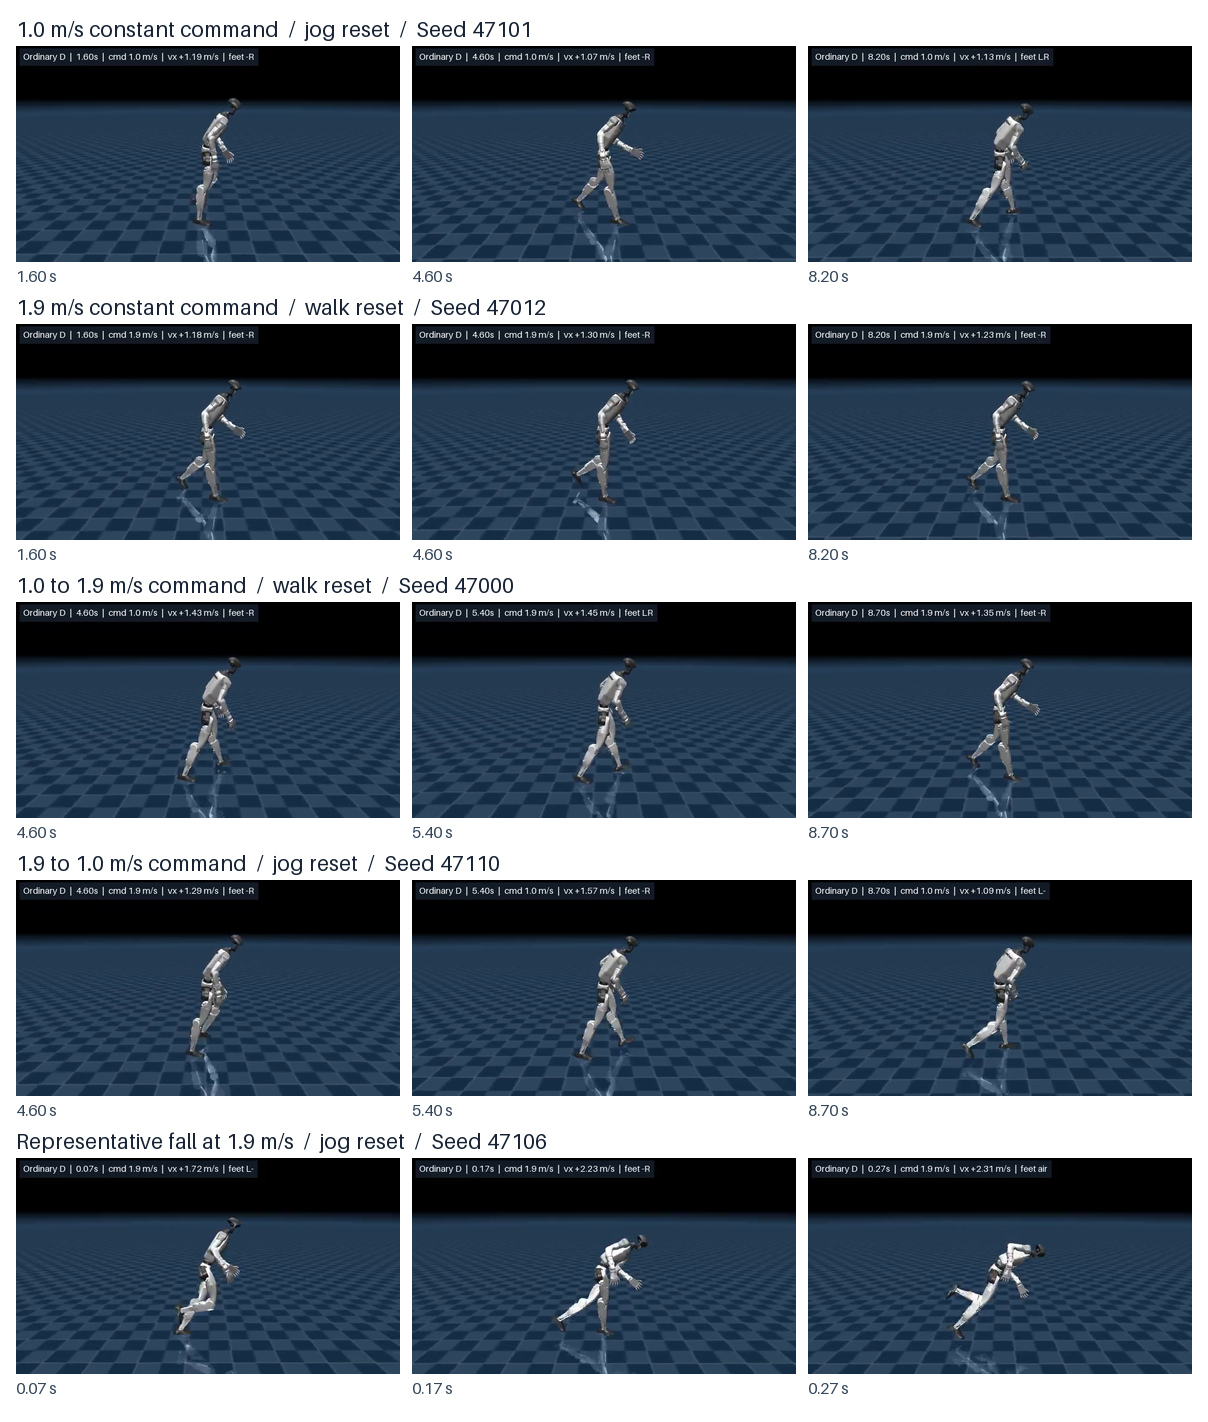 1.0 m/s constant command / jog reset / Seed 47101
Ordinary D | 1.60s | cmd 1.0 m/s | vx +1.19 m/s | feet -R
Ordinary D | 4.60s | cmd 1.0 m/s | vx +1.07 m/s | feet -R
Ordinary D | 8.20s | cmd 1.0 m/s | vx +1.13 m/s | feet LR
1.60 s
4.60 s
8.20 s
1.9 m/s constant command / walk reset / Seed 47012
Ordinary D | 1.60s | cmd 1.9 m/s | vx +1.18 m/s | feet -R
Ordinary D | 4.60s | cmd 1.9 m/s | vx +1.30 m/s | feet -R
Ordinary D | 8.20s | cmd 1.9 m/s | vx +1.23 m/s | feet -R
1.60 s
4.60 s
8.20 s
1.0 to 1.9 m/s command / walk reset / Seed 47000
Ordinary D | 4.60s | cmd 1.0 m/s | vx +1.43 m/s | feet -R
Ordinary D | 5.40s | cmd 1.9 m/s | vx +1.45 m/s | feet LR
Ordinary D | 8.70s | cmd 1.9 m/s | vx +1.35 m/s | feet -R
4.60 s
5.40 s
8.70 s
1.9 to 1.0 m/s command / jog reset / Seed 47110
Ordinary D | 4.60s | cmd 1.9 m/s | vx +1.29 m/s | feet -R
Ordinary D | 5.40s | cmd 1.0 m/s | vx +1.57 m/s | feet -R
Ordinary D | 8.70s | cmd 1.0 m/s | vx +1.09 m/s | feet L-
4.60 s
5.40 s
8.70 s
Representative fall at 1.9 m/s / jog reset / Seed 47106
Ordinary D | 0.07s | cmd 1.9 m/s | vx +1.72 m/s | feet L-
Ordinary D | 0.17s | cmd 1.9 m/s | vx +2.23 m/s | feet -R
Ordinary D | 0.27s | cmd 1.9 m/s | vx +2.31 m/s | feet air
0.07 s
0.17 s
0.27 s